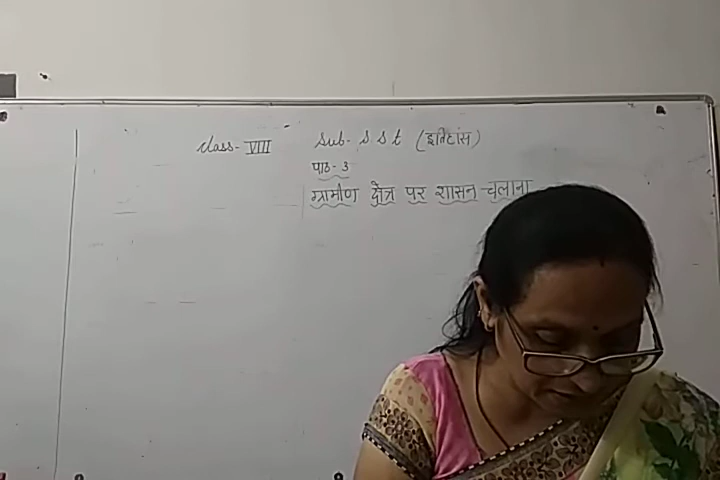 class- VIII Sub- S S t (इतिहास)
पाठ- 3
ग्रामीण क्षेत्र पर शासन चलाना